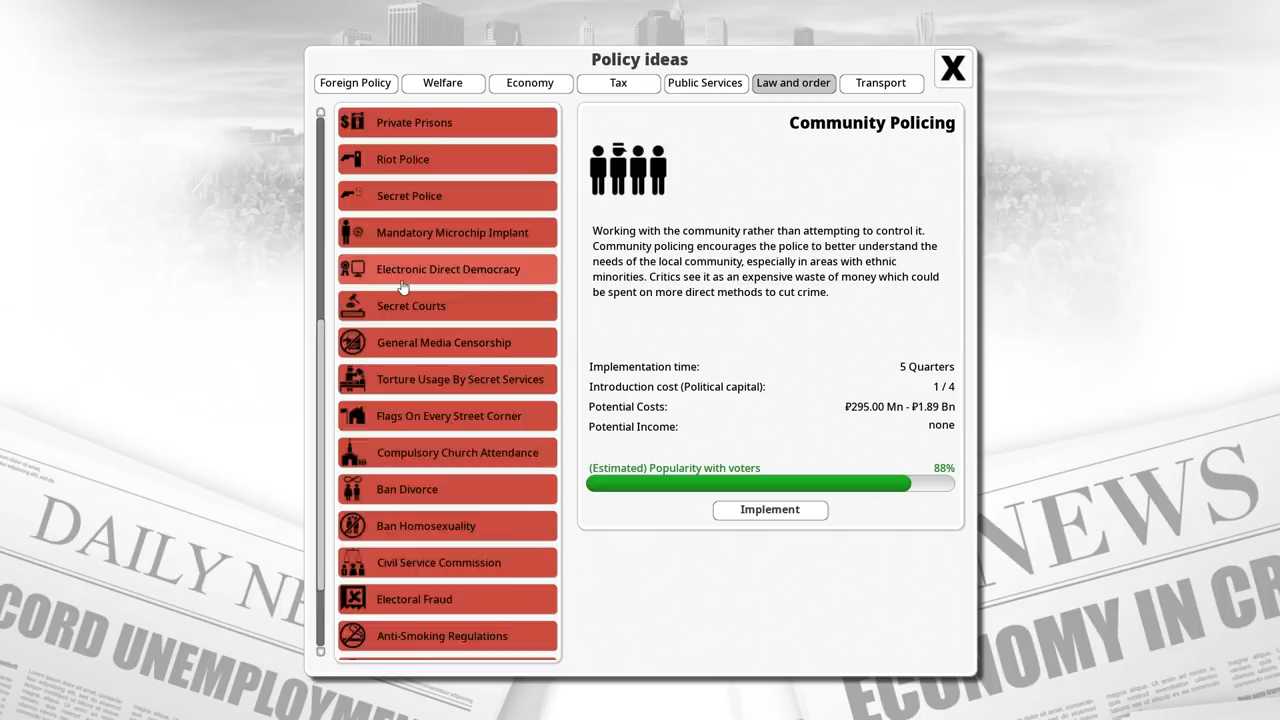 Policy ideas
X
Foreign Policy
Welfare
Economy
Tax
Public Services
Law and order
Transport
Private Prisons
Riot Police
Secret Police
Mandatory Microchip Implant
Electronic Direct Democracy
Secret Courts
General Media Censorship
Torture Usage By Secret Services
Flags On Every Street Corner
Compulsory Church Attendance
Ban Divorce
Ban Homosexuality
Civil Service Commission
Electoral Fraud
Anti-Smoking Regulations
Community Policing
Working with the community rather than attempting to control it.
Community policing encourages the police to better understand the
needs of the local community, especially in areas with ethnic
minorities. Critics see it as an expensive waste of money which could
be spent on more direct methods to cut crime.
Implementation time: 5 Quarters
Introduction cost (Political capital): 1 / 4
Potential Costs: ₽295.00 Mn - ₽1.89 Bn
Potential Income: none
(Estimated) Popularity with voters 88%
Implement
DAILY NE
CORD UNEMPLOYM
NEWS
ECONOMY IN CR